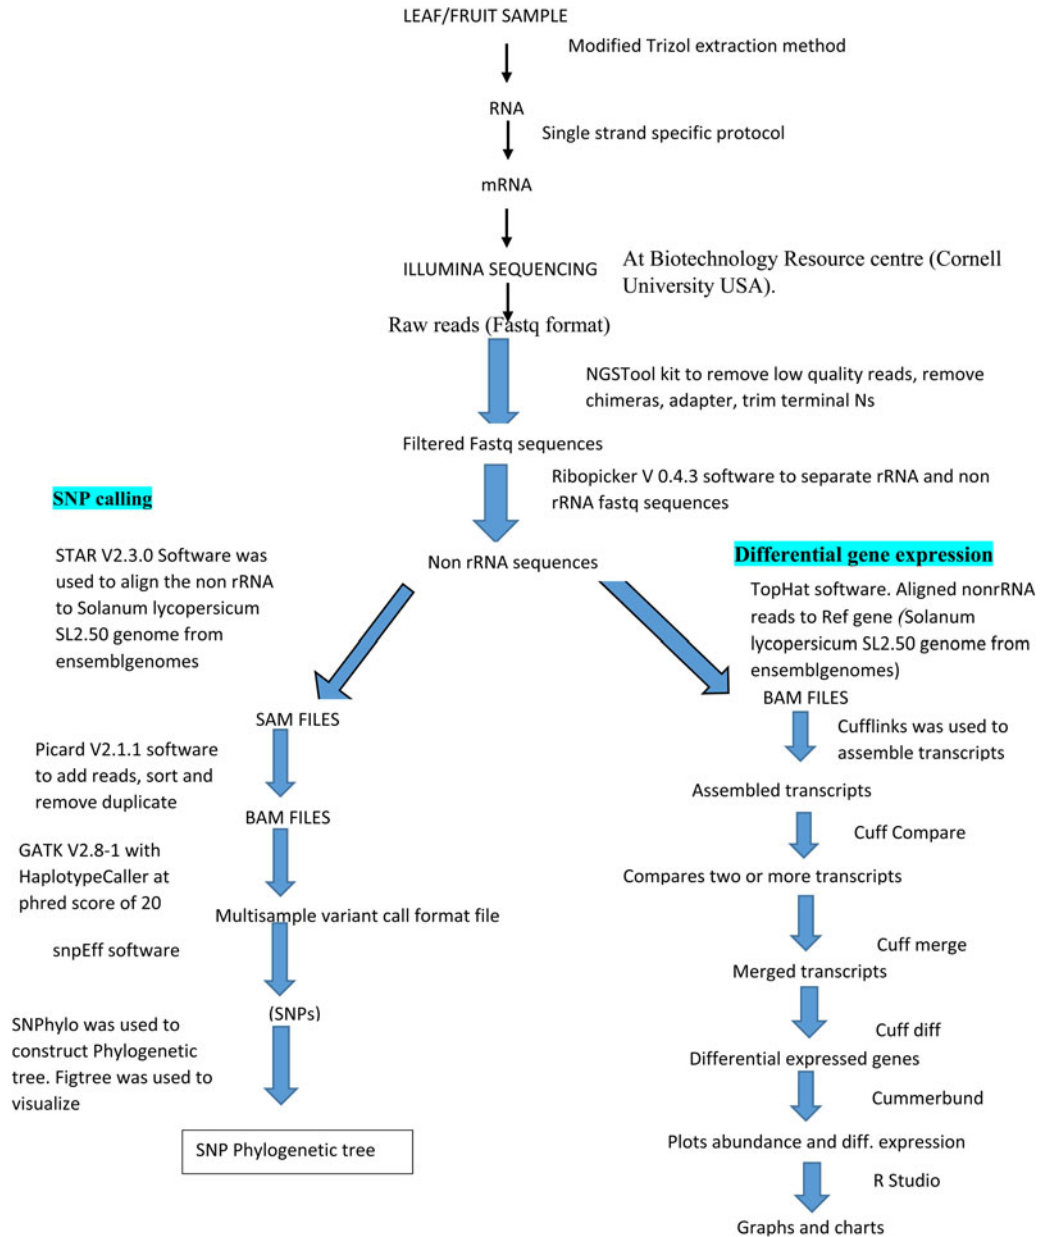 LEAF/FRUIT SAMPLE
Modified Trizol extraction method
RNA
Single strand specific protocol
mRNA
ILLUMINA SEQUENCING
At Biotechnology Resource centre (Cornell
University USA).
Raw reads (Fastq format)
NGSTool kit to remove low quality reads, remove
chimeras, adapter, trim terminal Ns
Filtered Fastq sequences
Ribopicker V 0.4.3 software to separate rRNA and non
rRNA fastq sequences
Non rRNA sequences
SNP calling
STAR V2.3.0 Software was
used to align the non rRNA
to Solanum lycopersicum
SL2.50 genome from
ensemblgenomes
SAM FILES
Picard V2.1.1 software
to add reads, sort and
remove duplicate
BAM FILES
GATK V2.8-1 with
HaplotypeCaller at
phred score of 20
Multisample variant call format file
snpEff software
(SNPs)
SNPhylo was used to
construct Phylogenetic
tree. Figtree was used to
visualize
SNP Phylogenetic tree
Differential gene expression
TopHat software. Aligned nonrRNA
reads to Ref gene (Solanum
lycopersicum SL2.50 genome from
ensemblgenomes)
BAM FILES
Cufflinks was used to
assemble transcripts
Assembled transcripts
Cuff Compare
Compares two or more transcripts
Cuff merge
Merged transcripts
Cuff diff
Differential expressed genes
Cummerbund
Plots abundance and diff. expression
R Studio
Graphs and charts